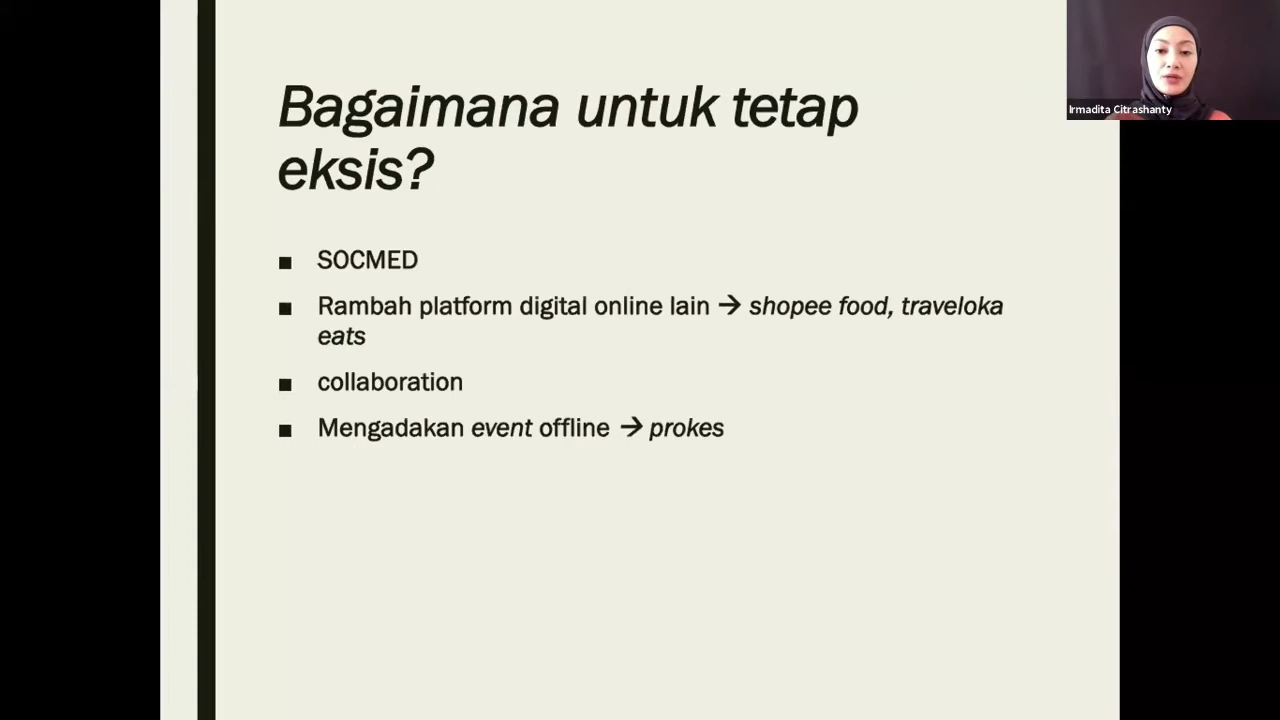 Bagaimana untuk tetap
eksis?
Irmadita Citrashanty
■ SOCMED
■ Rambah platform digital online lain → shopee food, traveloka
eats
■ collaboration
■ Mengadakan event offline → prokes